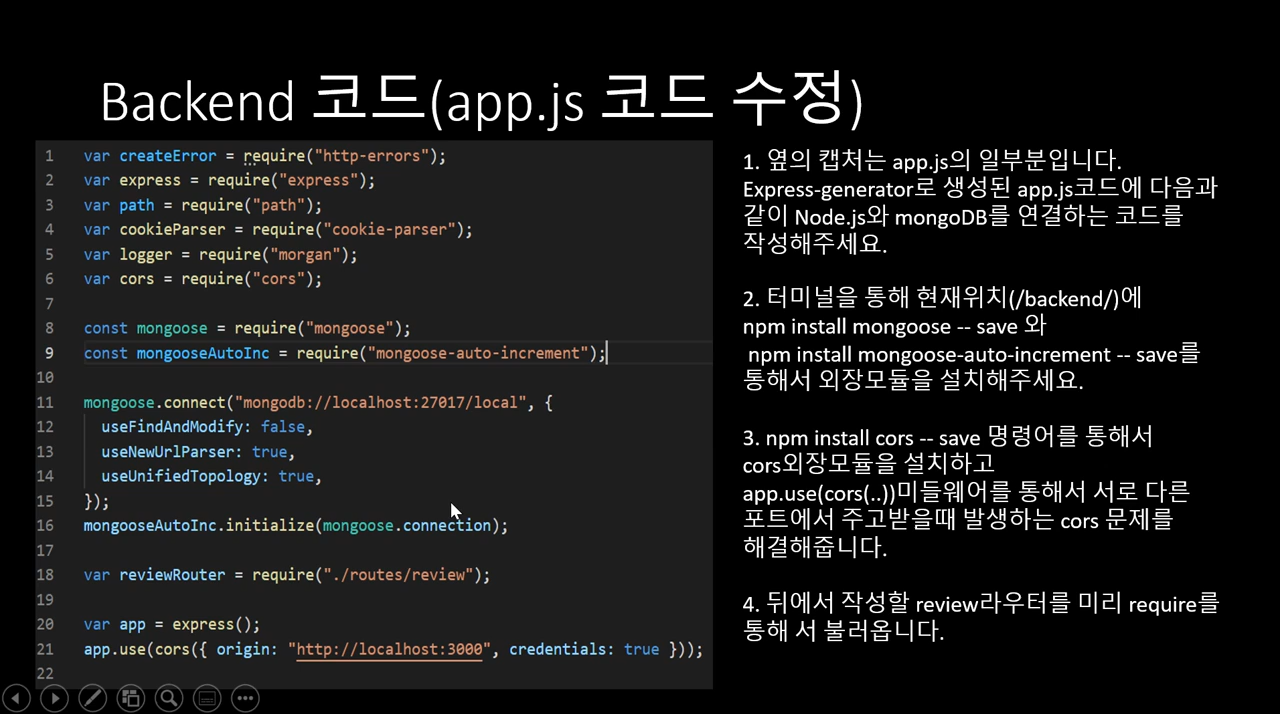 Backend 코드(app.js 코드 수정)
1 var createError = require("http-errors");
2 var express = require("express");
3 var path = require("path");
4 var cookieParser = require("cookie-parser");
5 var logger = require("morgan");
6 var cors = require("cors");
7
8 const mongoose = require("mongoose");
9 const mongooseAutoInc = require("mongoose-auto-increment");
10
11 mongoose.connect("mongodb://localhost:27017/local", {
12 useFindAndModify: false,
13 useNewUrlParser: true,
14 useUnifiedTopology: true,
15 });
16 mongooseAutoInc.initialize(mongoose.connection);
17
18 var reviewRouter = require("./routes/review");
19
20 var app = express();
21 app.use(cors({ origin: "http://localhost:3000", credentials: true }));
22
1. 옆의 캡처는 app.js의 일부분입니다.
Express-generator로 생성된 app.js코드에 다음과
같이 Node.js와 mongoDB를 연결하는 코드를
작성해주세요.
2. 터미널을 통해 현재위치(/backend/)에
npm install mongoose -- save 와
npm install mongoose-auto-increment -- save를
통해서 외장모듈을 설치해주세요.
3. npm install cors -- save 명령어를 통해서
cors외장모듈을 설치하고
app.use(cors(..))미들웨어를 통해서 서로 다른
포트에서 주고받을때 발생하는 cors 문제를
해결해줍니다.
4. 뒤에서 작성할 review라우터를 미리 require를
통해 서 불러옵니다.